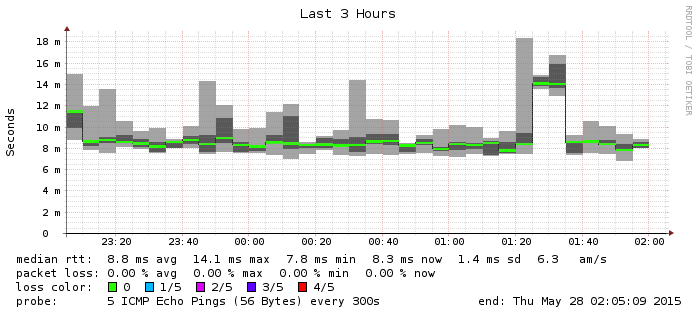 Last 3 Hours
RRDTOOL / TOBI OETIKER
Seconds
18 m
16 m
14 m
12 m
10 m
8 m
6 m
4 m
2 m
0
23:20 23:40 00:00 00:20 00:40 01:00 01:20 01:40 02:00
median rtt: 8.8 ms avg 14.1 ms max 7.8 ms min 8.3 ms now 1.4 ms sd 6.3 am/s
packet loss: 0.00 % avg 0.00 % max 0.00 % min 0.00 % now
loss color: 0 1/5 2/5 3/5 4/5
probe: 5 ICMP Echo Pings (56 Bytes) every 300s end: Thu May 28 02:05:09 2015